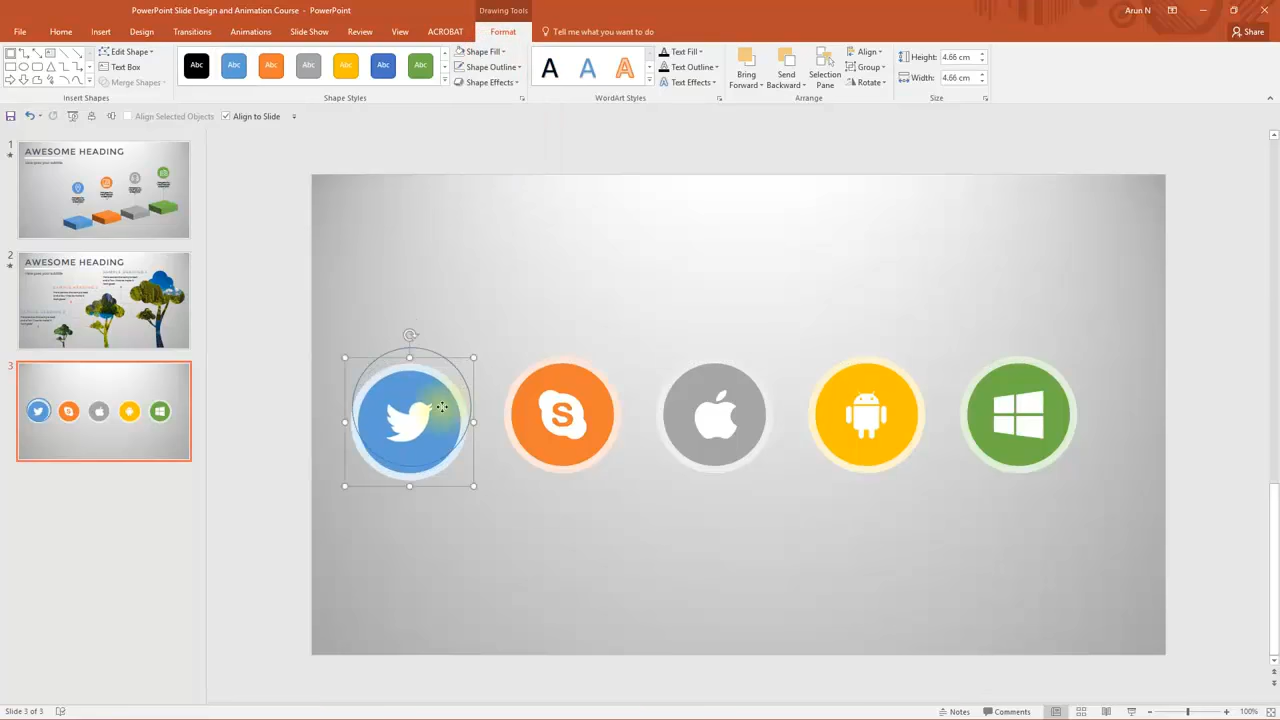 PowerPoint Slide Design and Animation Course - PowerPoint
Drawing Tools
Arun N
File Home Insert Design Transitions Animations Slide Show Review View ACROBAT Format Tell me what you want to do
Share
Edit Shape
Text Box
Merge Shapes
Insert Shapes
Abc Abc Abc Abc Abc Abc Abc
Shape Styles
Shape Fill
Shape Outline
Shape Effects
A A A
WordArt Styles
Text Fill
Text Outline
Text Effects
Bring Forward
Send Backward
Selection Pane
Align
Group
Rotate
Arrange
Height: 4.66 cm
Width: 4.66 cm
Size
Align Selected Objects
Align to Slide
1
AWESOME HEADING
2
AWESOME HEADING
3
S
Slide 3 of 3
Notes
Comments
100%